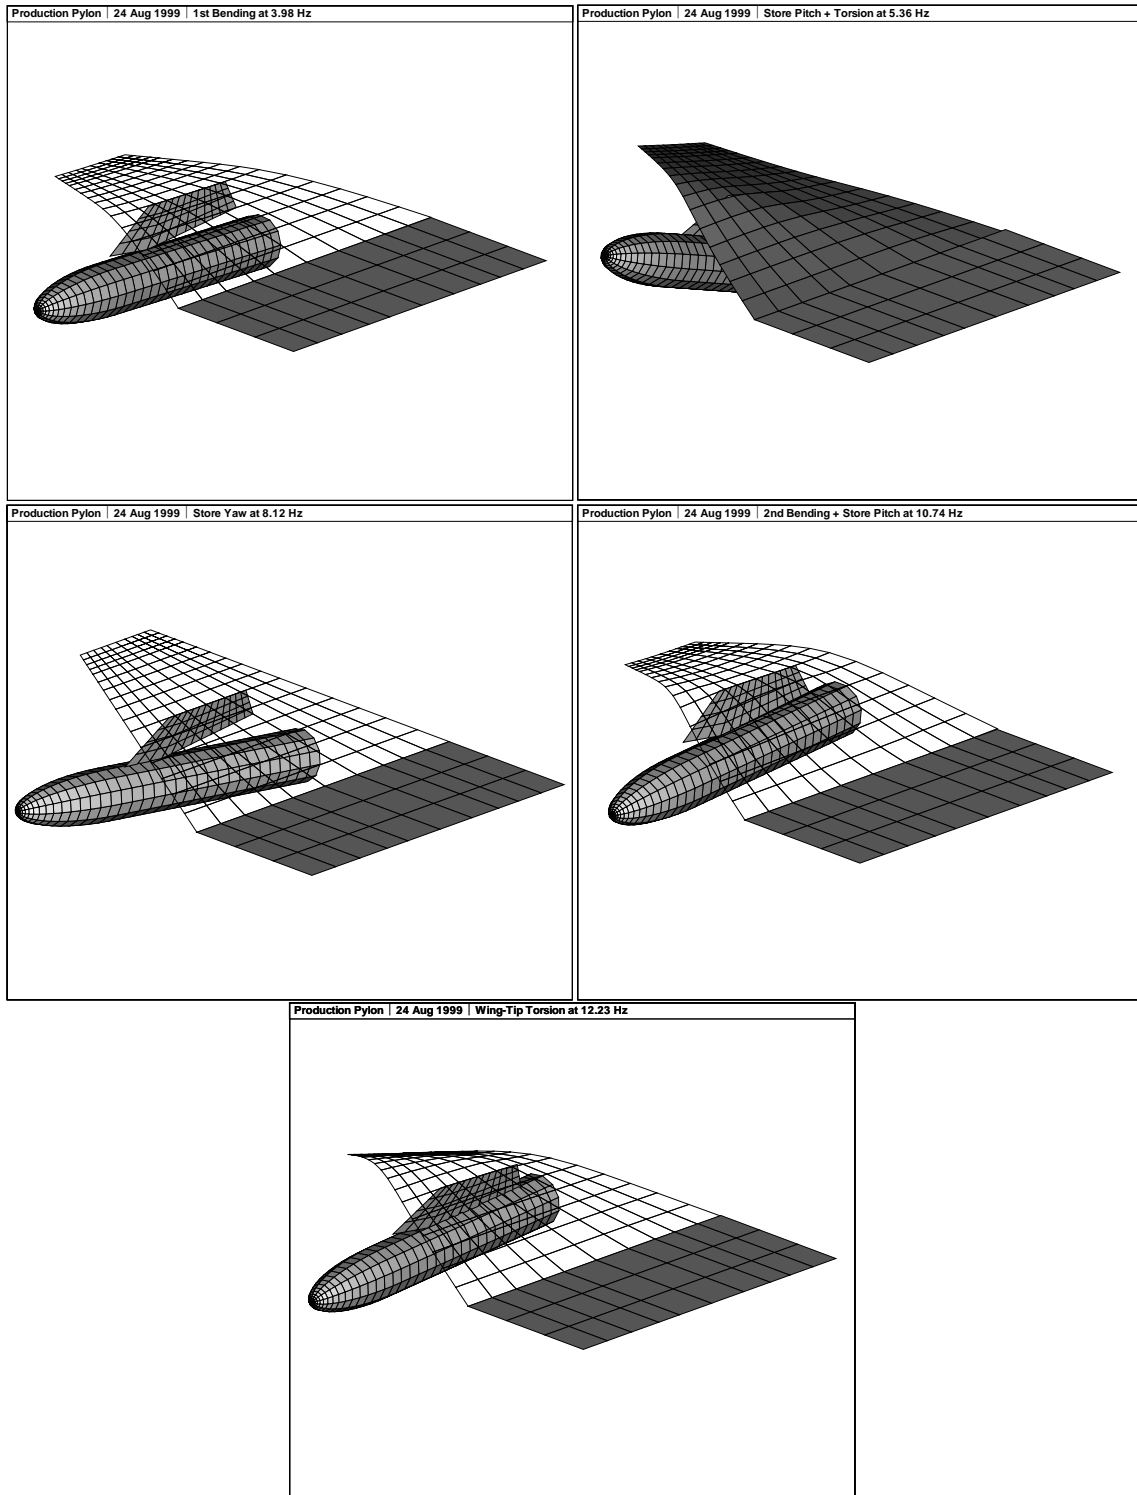 Production Pylon | 24 Aug 1999 | 1st Bending at 3.98 Hz
Production Pylon | 24 Aug 1999 | Store Pitch + Torsion at 5.36 Hz
Production Pylon | 24 Aug 1999 | Store Yaw at 8.12 Hz
Production Pylon | 24 Aug 1999 | 2nd Bending + Store Pitch at 10.74 Hz
Production Pylon | 24 Aug 1999 | Wing-Tip Torsion at 12.23 Hz